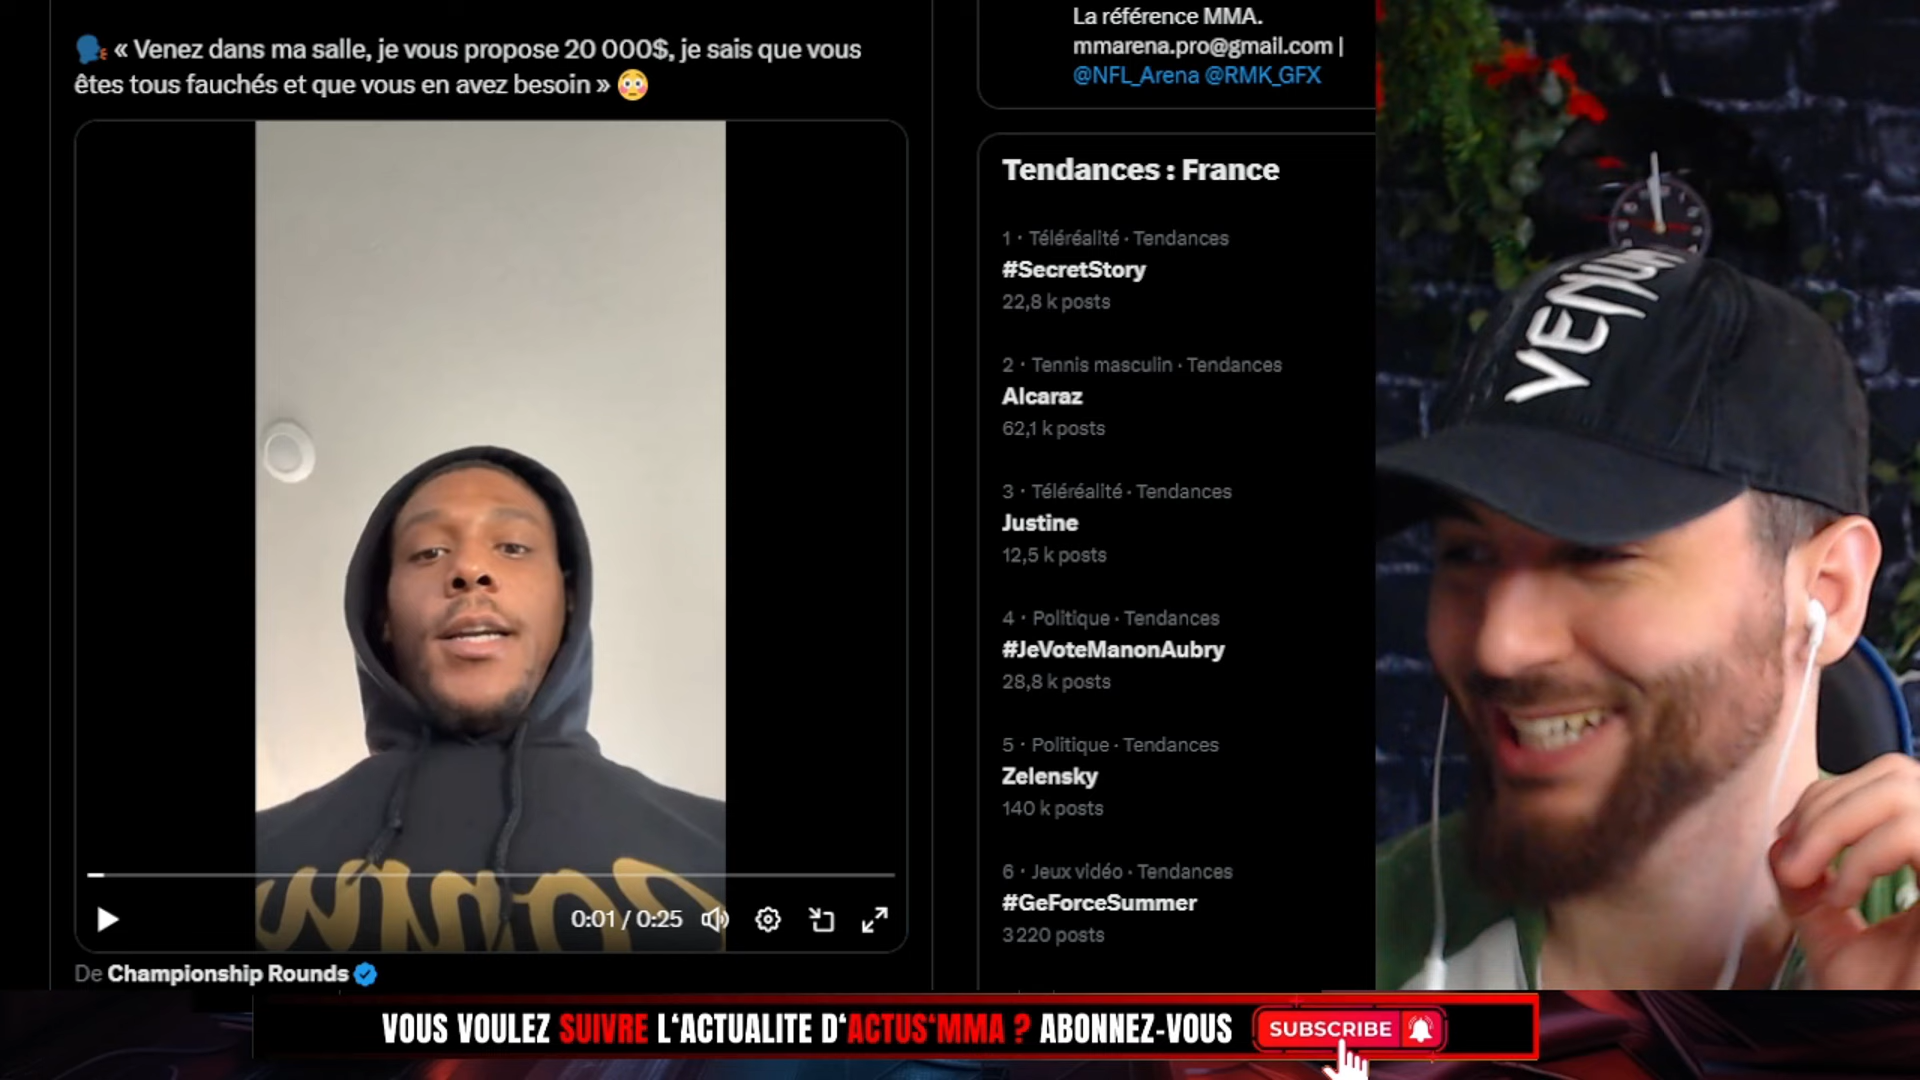 « Venez dans ma salle, je vous propose 20 000$, je sais que vous
êtes tous fauchés et que vous en avez besoin »
0:01 / 0:25
De Championship Rounds
La référence MMA.
mmarena.pro@gmail.com |
@NFL_Arena @RMK_GFX
Tendances : France
1 · Téléréalité · Tendances
#SecretStory
22,8 k posts
2 · Tennis masculin · Tendances
Alcaraz
62,1 k posts
3 · Téléréalité · Tendances
Justine
12,5 k posts
4 · Politique · Tendances
#JeVoteManonAubry
28,8 k posts
5 · Politique · Tendances
Zelensky
140 k posts
6 · Jeux vidéo · Tendances
#GeForceSummer
3 220 posts
VENUM
VOUS VOULEZ SUIVRE L‘ACTUALITE D‘ACTUS‘MMA ? ABONNEZ-VOUS
SUBSCRIBE